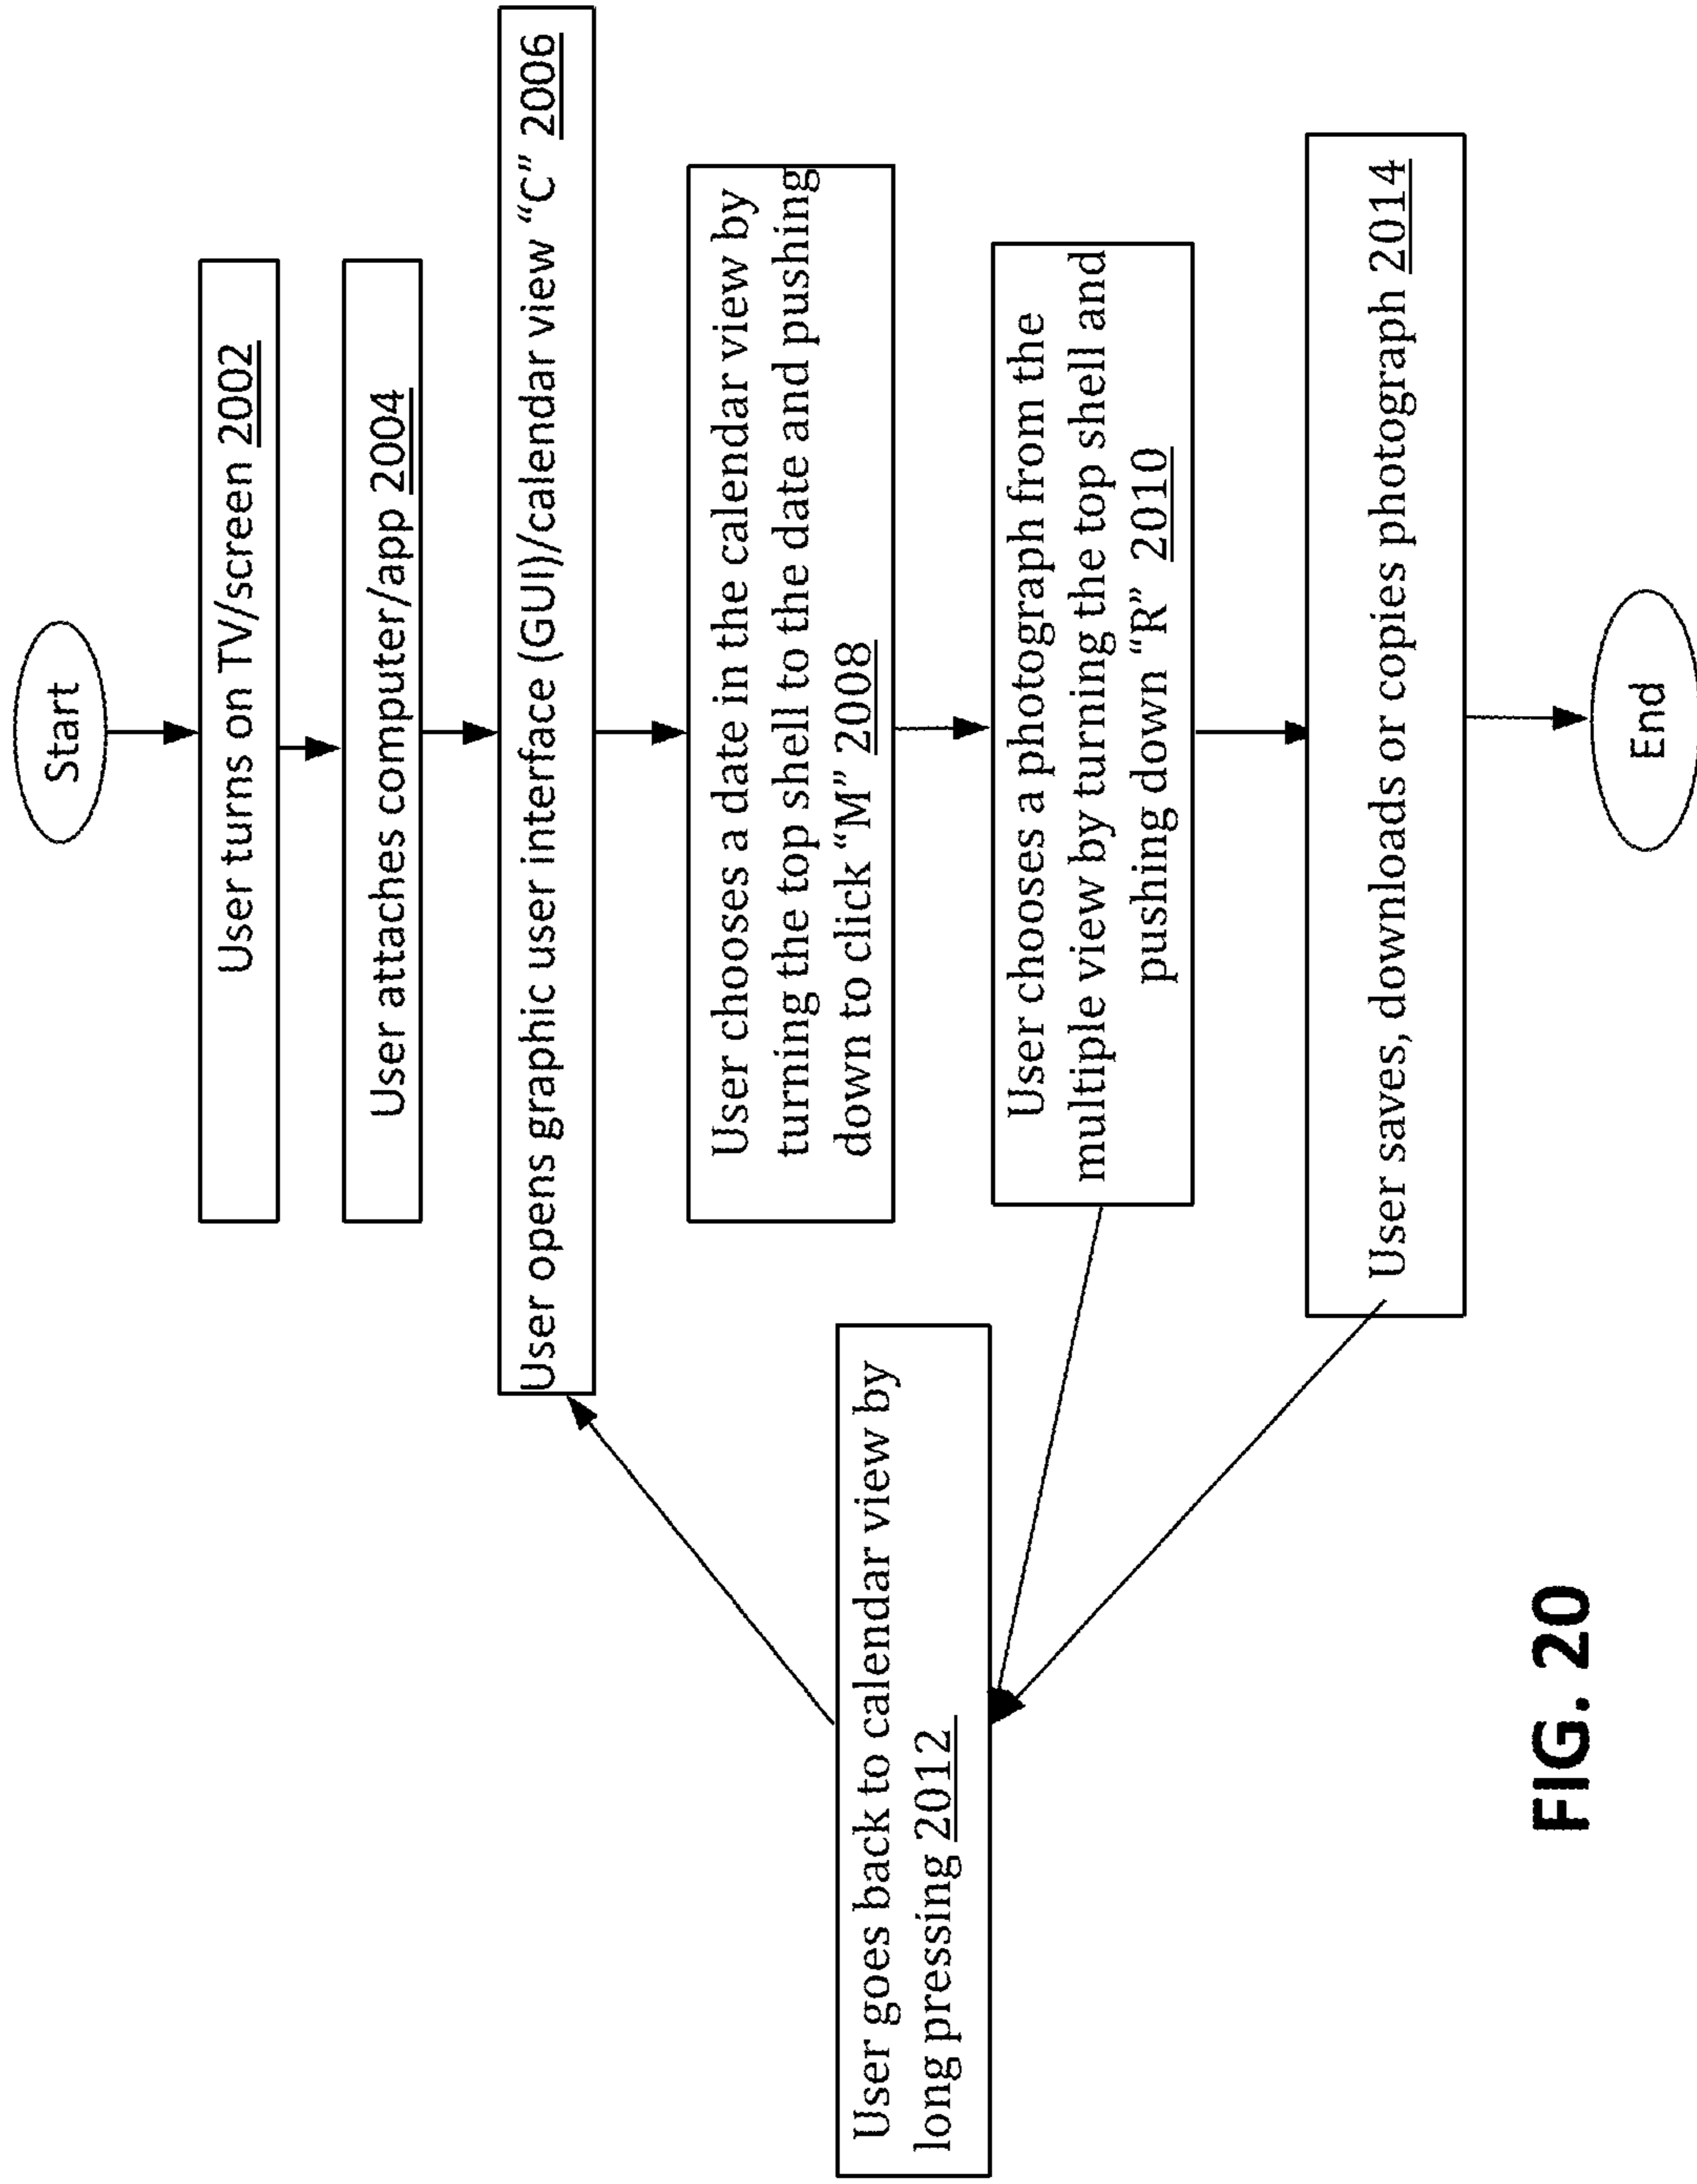 Start
User turns on TV/screen 2002
User attaches computer/app 2004
User opens graphic user interface (GUI)/calendar view “C” 2006
User chooses a date in the calendar view by
turning the top shell to the date and pushing
down to click “M” 2008
User chooses a photograph from the
multiple view by turning the top shell and
pushing down “R” 2010
User goes back to calendar view by
long pressing 2012
User saves, downloads or copies photograph 2014
End
FIG. 20